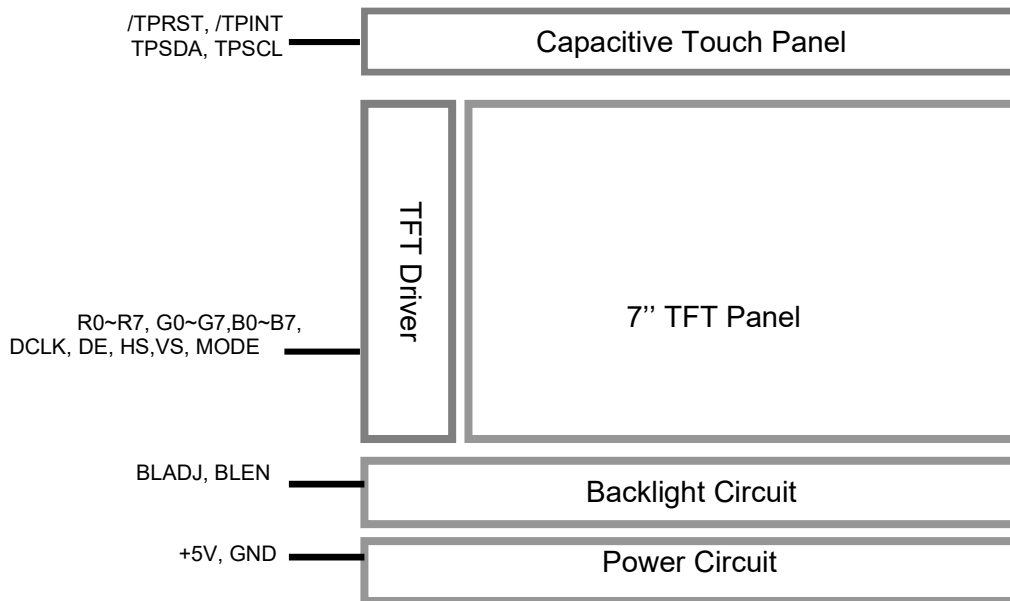 /TPRST, /TPINT
TPSDA, TPSCL
Capacitive Touch Panel
TFT Driver
7’’ TFT Panel
R0~R7, G0~G7,B0~B7,
DCLK, DE, HS,VS, MODE
BLADJ, BLEN
Backlight Circuit
+5V, GND
Power Circuit